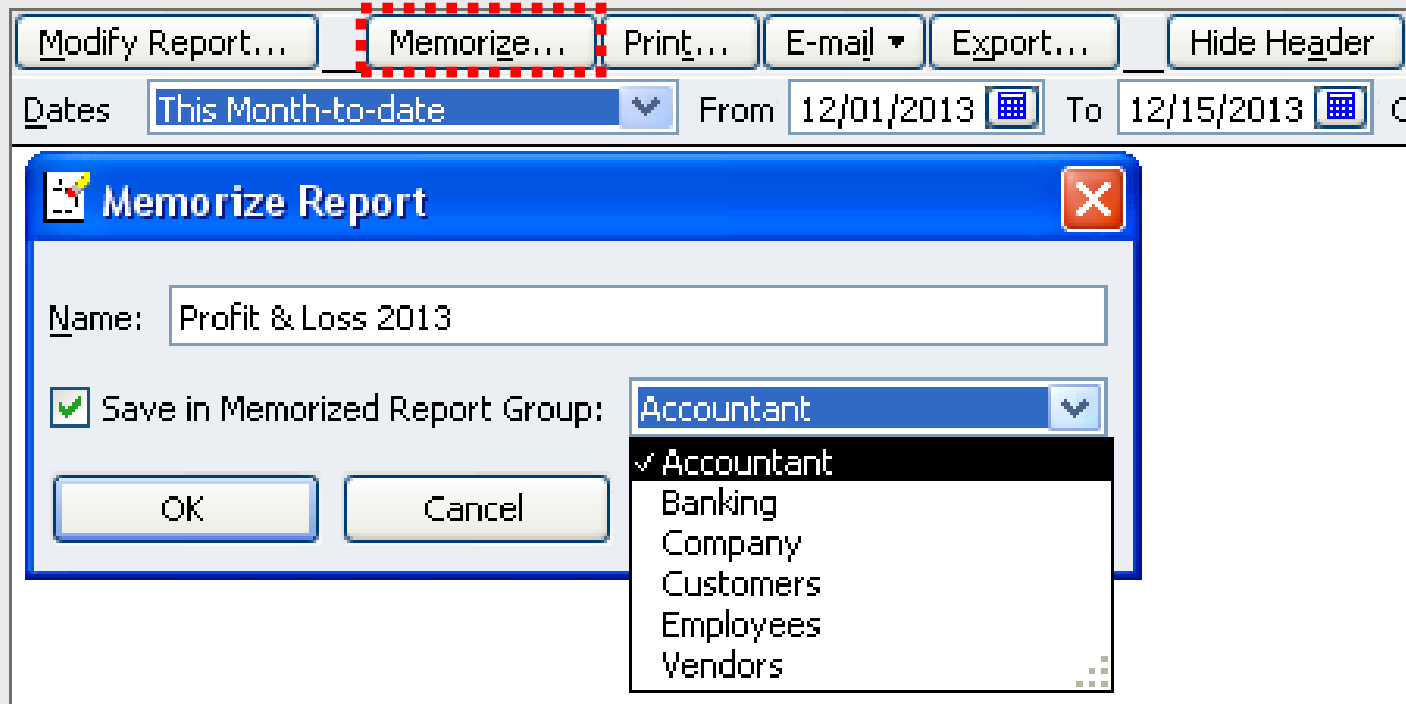 Modify Report... Memorize... Print... E-mail Export... Hide Header
Dates This Month-to-date From 12/01/2013 To 12/15/2013
Memorize Report
Name: Profit & Loss 2013
Save in Memorized Report Group: Accountant
Accountant
OK Cancel Banking
Company
Customers
Employees
Vendors